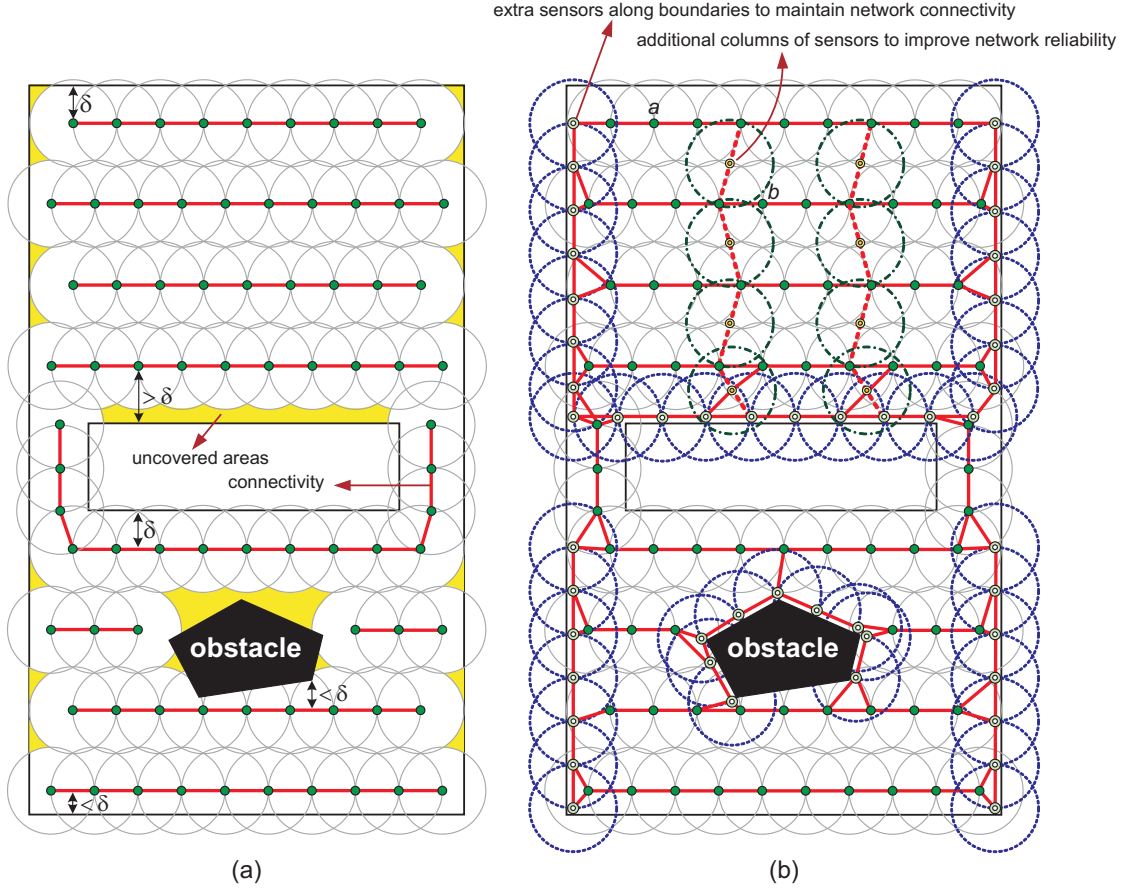 extra sensors along boundaries to maintain network connectivity
additional columns of sensors to improve network reliability
δ
a
b
>δ
uncovered areas
connectivity
δ
obstacle
obstacle
<δ
<δ
(a)
(b)